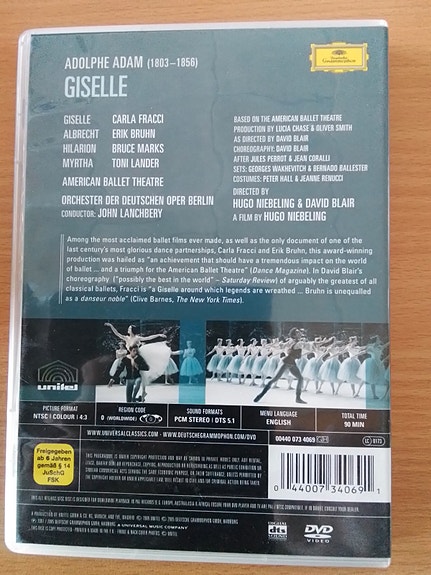 ADOLPHE ADAM (1803–1856)
GISELLE
Deutsche
Grammophon
GISELLE CARLA FRACCI
ALBRECHT ERIK BRUHN
HILARION BRUCE MARKS
MYRTHA TONI LANDER
AMERICAN BALLET THEATRE
ORCHESTER DER DEUTSCHEN OPER BERLIN
CONDUCTOR: JOHN LANCHBERY
BASED ON THE AMERICAN BALLET THEATRE
PRODUCTION BY LUCIA CHASE & OLIVER SMITH
AS DIRECTED BY DAVID BLAIR
CHOREOGRAPHY: DAVID BLAIR
AFTER JULES PERROT & JEAN CORALLI
SETS: GEORGES WAKHEVITCH & BERNARD BALLESTER
COSTUMES: PETER HALL & JEANNE RENUCCI
DIRECTED BY
HUGO NIEBELING & DAVID BLAIR
A FILM BY HUGO NIEBELING
Among the most acclaimed ballet films ever made, as well as the only document of one of the
last century's most glorious dance partnerships, Carla Fracci and Erik Bruhn, this award-winning
production was hailed as "an achievement that should have a tremendous impact on the world
of ballet ... and a triumph for the American Ballet Theatre" (Dance Magazine). In David Blair's
choreography ("possibly the best in the world" – Saturday Review) of arguably the greatest of all
classical ballets, Fracci is "a Giselle around which legends are wreathed ... Bruhn is unequalled
as a danseur noble" (Clive Barnes, The New York Times).
unitel
PICTURE FORMAT
NTSC | COLOUR | 4:3
REGION CODE
0 (WORLDWIDE)
SOUND FORMATS
PCM STEREO | DTS 5.1
MENU LANGUAGE
ENGLISH
TOTAL TIME
90 MIN
WWW.UNIVERSALCLASSICS.COM WWW.DEUTSCHEGRAMMOPHON.COM/DVD
00440 073 4069
LC 0173
Freigegeben
ab 6 Jahren
gemäß § 14
JuSchG
FSK
0 44007 34069 1
A UNIVERSAL MUSIC COMPANY
dts
DVD
VIDEO